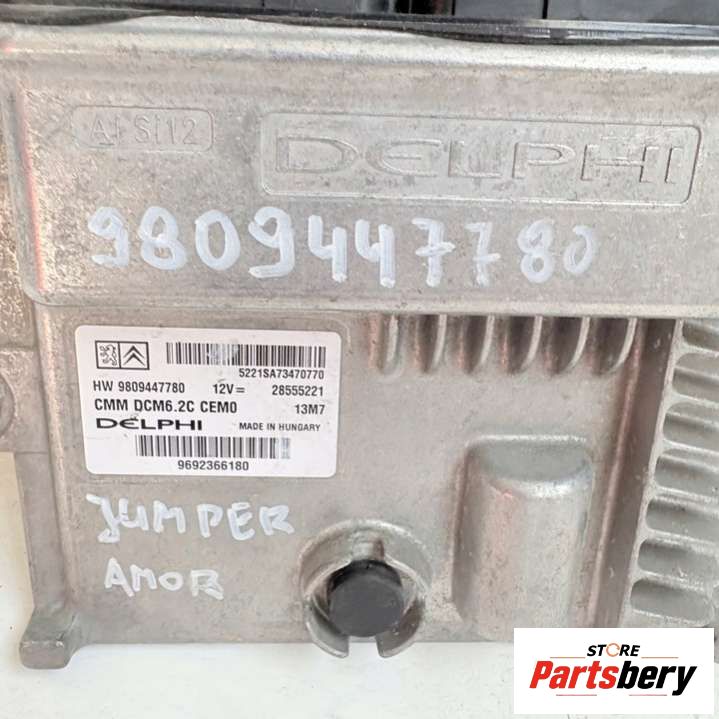 AlSi12
DELPHI
9809447780
5221SA73470770
HW 9809447780 12V= 28555221
CMM DCM6.2C CEM0 13M7
DELPHI MADE IN HUNGARY
9692366180
JUMPER
AMOR
STORE
Partsbery